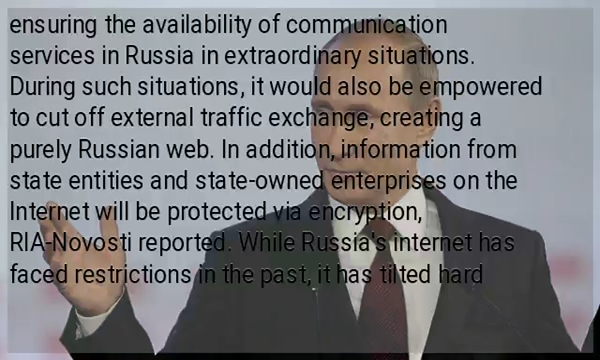 ensuring the availability of communication
services in Russia in extraordinary situations.
During such situations, it would also be empowered
to cut off external traffic exchange, creating a
purely Russian web. In addition, information from
state entities and state-owned enterprises on the
Internet will be protected via encryption,
RIA-Novosti reported. While Russia's internet has
faced restrictions in the past, it has tilted hard